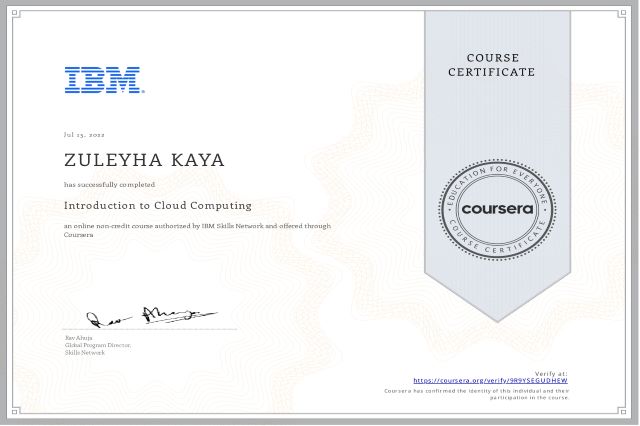 IBM
COURSE
CERTIFICATE
Jul 13, 2022
ZULEYHA KAYA
has successfully completed
Introduction to Cloud Computing
an online non-credit course authorized by IBM Skills Network and offered through
Coursera
EDUCATION FOR EVERYONE
coursera
COURSE CERTIFICATE
Rav Ahuja
Global Program Director,
Skills Network
Verify at:
https://coursera.org/verify/9R9YSEGUDHEW
Coursera has confirmed the identity of this individual and their
participation in the course.